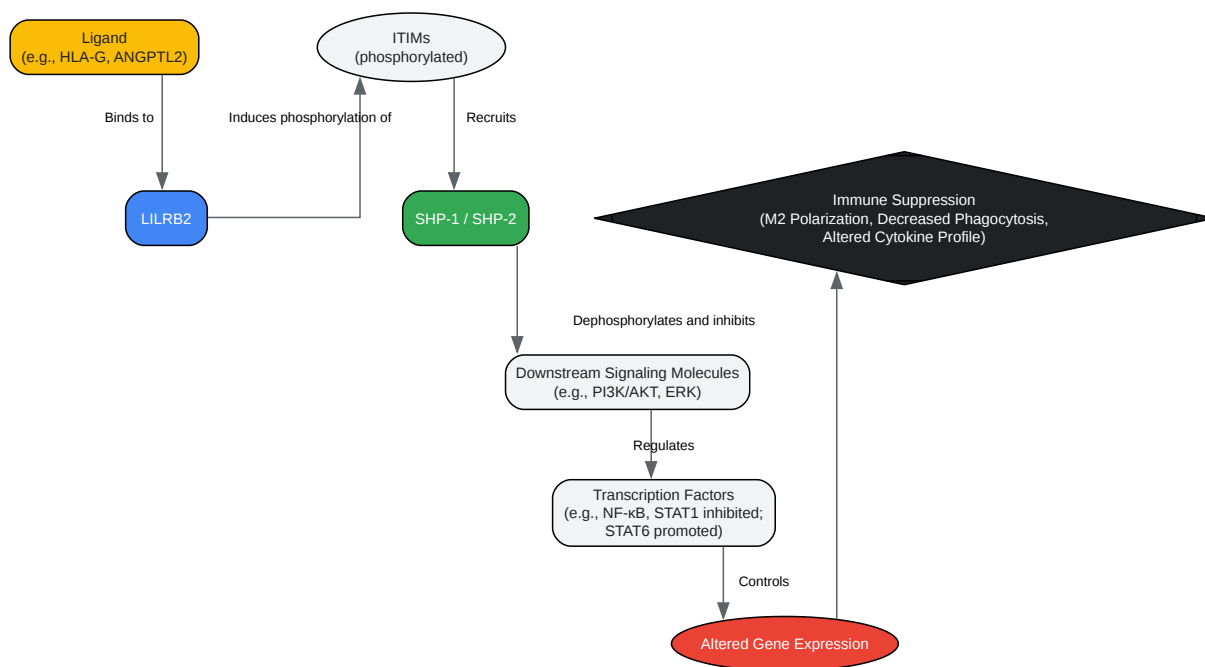 Ligand
(e.g., HLA-G, ANGPTL2)
ITIMs
(phosphorylated)
Binds to
Induces phosphorylation of
Recruits
LILRB2
SHP-1 / SHP-2
Immune Suppression
(M2 Polarization, Decreased Phagocytosis,
Altered Cytokine Profile)
Dephosphorylates and inhibits
Downstream Signaling Molecules
(e.g., PI3K/AKT, ERK)
Regulates
Transcription Factors
(e.g., NF-κB, STAT1 inhibited;
STAT6 promoted)
Controls
Altered Gene Expression